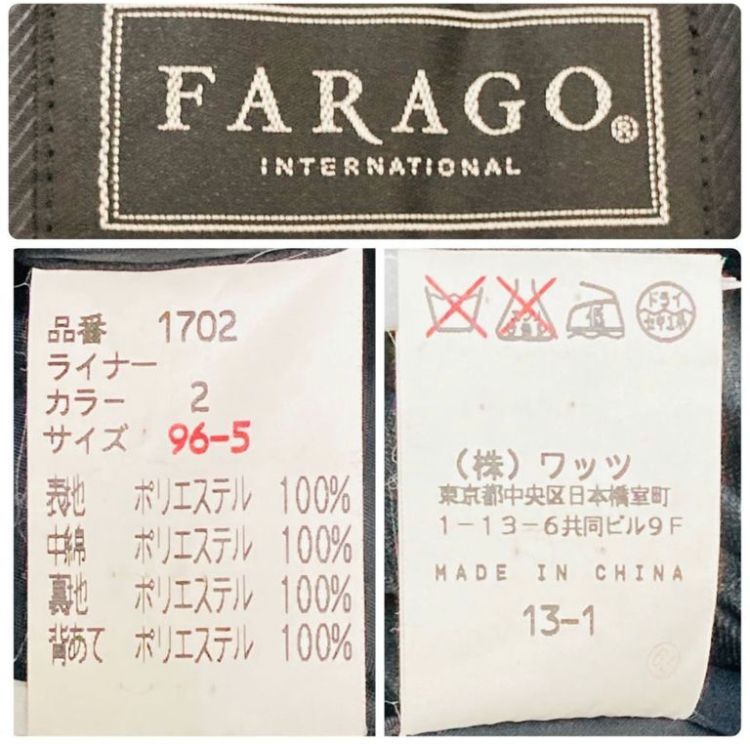 FARAGO®
INTERNATIONAL
品番 1702
ライナー
カラー 2
サイズ 96-5
表地 ポリエステル 100%
中綿 ポリエステル 100%
裏地 ポリエステル 100%
背あて ポリエステル 100%
ドライ
セキユ系
(株)ワッツ
東京都中央区日本橋室町
1-13-6共同ビル9F
MADE IN CHINA
13-1